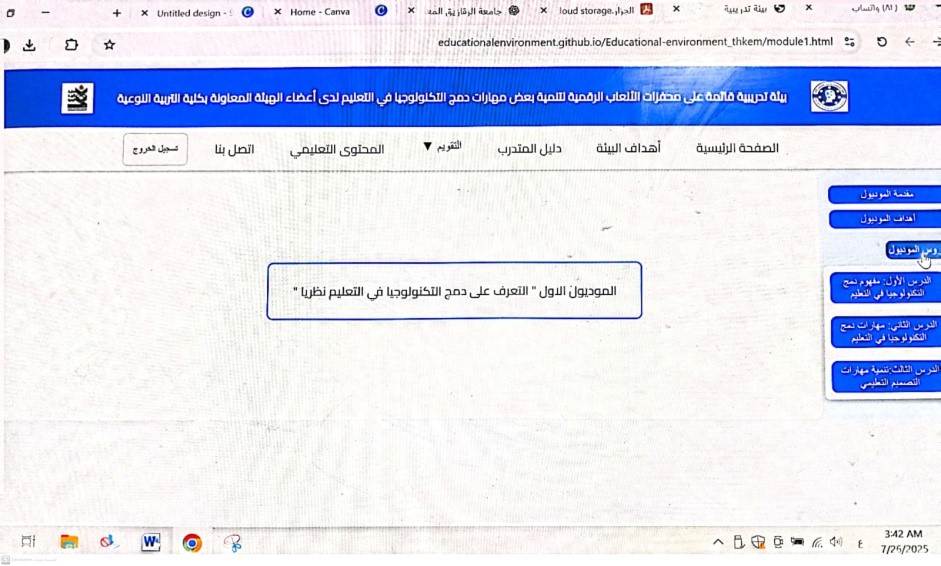 Untitled design -
Home - Canva
جامعة الزقازيق, الفد
loud storage.الجزار
بيئة تدريبية
(٨١) واتساب
educationalenvironment.github.io/Educational-environment_thkem/module1.html
بيئة تدريبية قائمة على محفزات الألعاب الرقمية لتنمية بعض مهارات دمج التكنولوجيا في التعليم لدى أعضاء الهيئة المعاونة بكلية التربية النوعية
الصفحة الرئيسية
أهداف البيئة
دليل المتدرب
التقويم ▼
المحتوى التعليمي
اتصل بنا
تسجيل الخروج
مقدمة الموديول
أهداف الموديول
روس الموديول
الدرس الأول: مفهوم دمج
التكنولوجيا في التعليم
الدرس الثاني: مهارات دمج
التكنولوجيا في التعليم
الدرس الثالث:تنمية مهارات
التصميم التعليمي
الموديول الاول " التعرف على دمج التكنولوجيا في التعليم نظريا "
W
ع
3:42 AM
7/26/2025